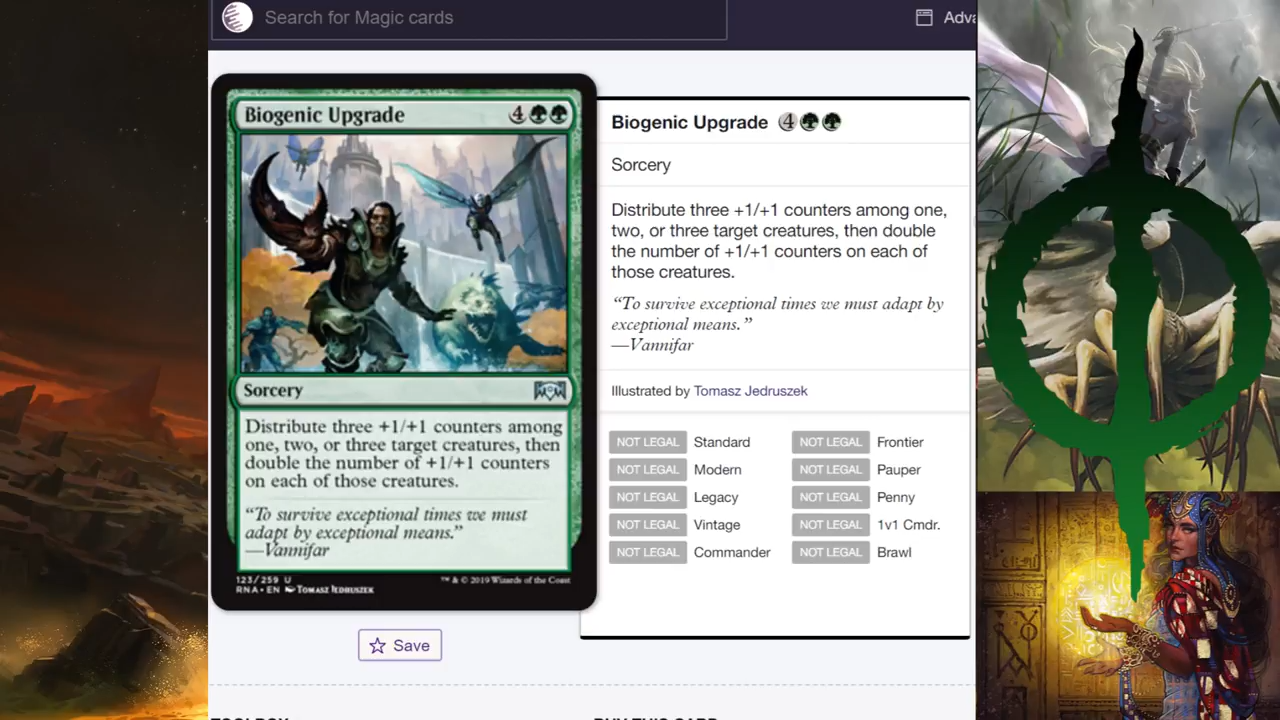 Search for Magic cards
Adva
Biogenic Upgrade 4
Sorcery
Distribute three +1/+1 counters among
one, two, or three target creatures, then
double the number of +1/+1 counters
on each of those creatures.
“To survive exceptional times we must
adapt by exceptional means.”
—Vannifar
123/259 U
RNA • EN Tomasz Jedruszek
™ & © 2019 Wizards of the Coast
Save
Biogenic Upgrade 4
Sorcery
Distribute three +1/+1 counters among one,
two, or three target creatures, then double
the number of +1/+1 counters on each of
those creatures.
“To survive exceptional times we must adapt by
exceptional means.”
—Vannifar
Illustrated by Tomasz Jedruszek
NOT LEGAL Standard NOT LEGAL Frontier
NOT LEGAL Modern NOT LEGAL Pauper
NOT LEGAL Legacy NOT LEGAL Penny
NOT LEGAL Vintage NOT LEGAL 1v1 Cmdr.
NOT LEGAL Commander NOT LEGAL Brawl
TOOLBOX
BUY THIS CARD